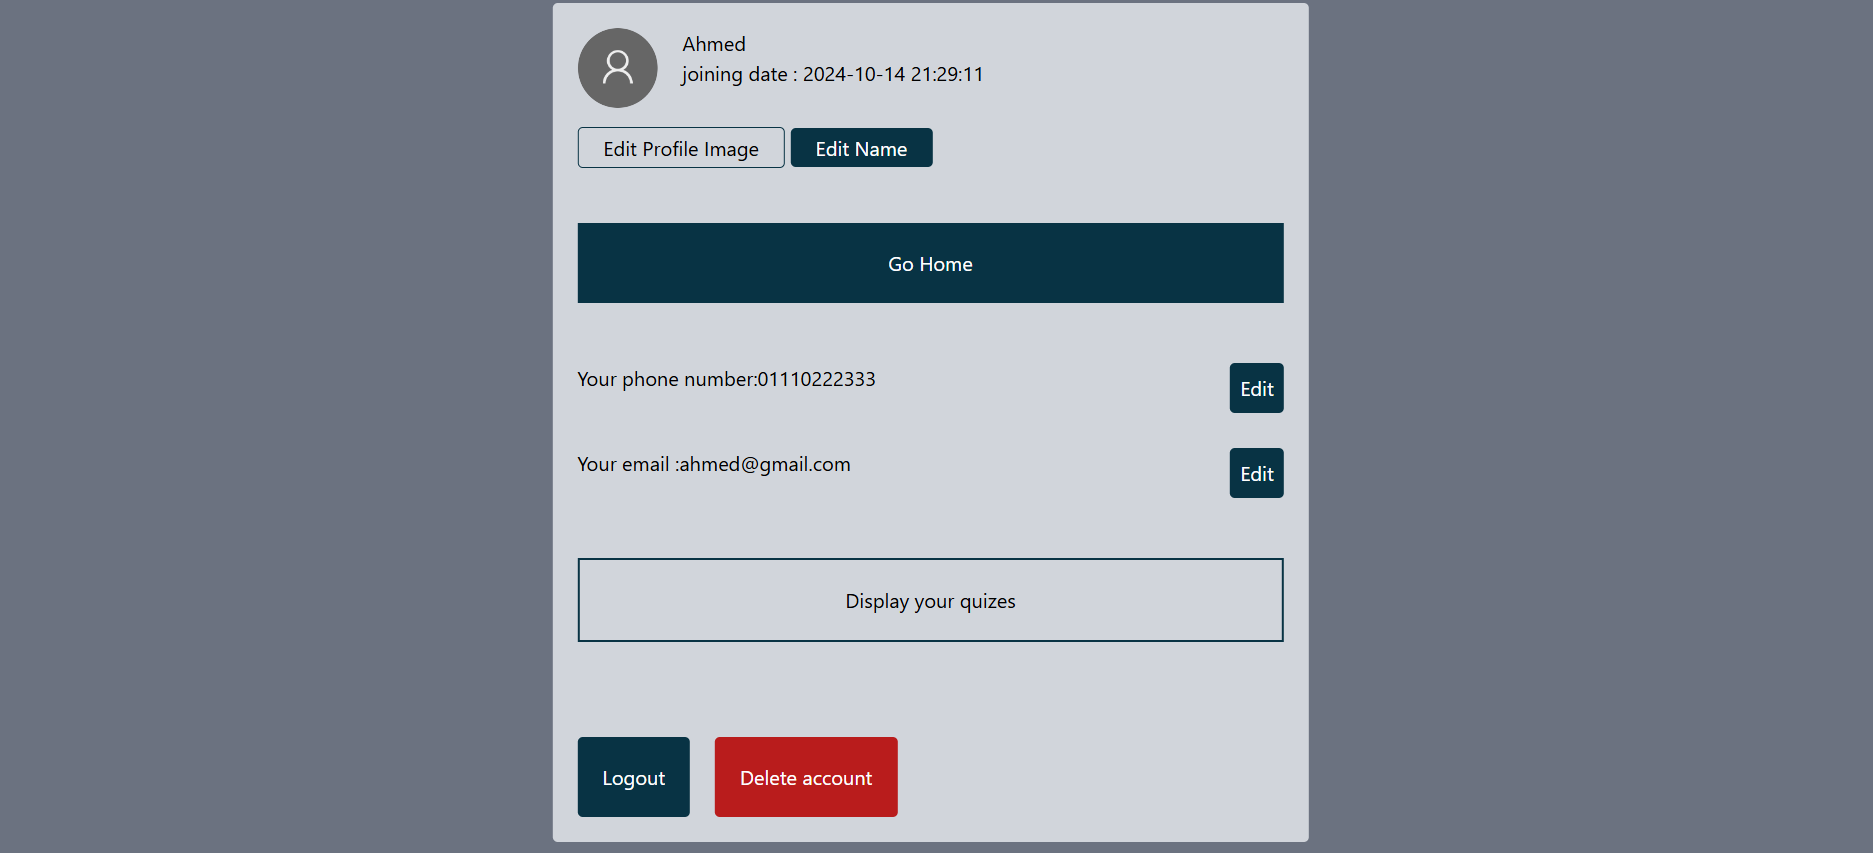 Ahmed
joining date : 2024-10-14 21:29:11
Edit Profile Image Edit Name
Go Home
Your phone number:01110222333 Edit
Your email :ahmed@gmail.com Edit
Display your quizes
Logout Delete account